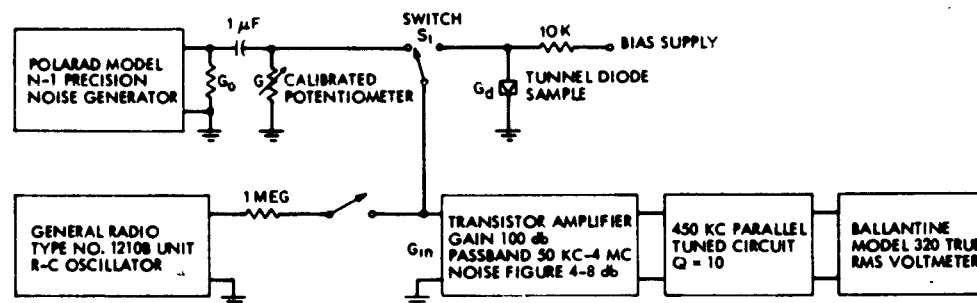 1 μF
SWITCH
S1
10K
BIAS SUPPLY
POLARAD MODEL
N-1 PRECISION
NOISE GENERATOR
G0
G
CALIBRATED
POTENTIOMETER
Gd
TUNNEL DIODE
SAMPLE
1 MEG
GENERAL RADIO
TYPE NO. 1210B UNIT
R-C OSCILLATOR
Gin
TRANSISTOR AMPLIFIER
GAIN 100 db
PASSBAND 50 KC-4 MC
NOISE FIGURE 4-8 db
450 KC PARALLEL
TUNED CIRCUIT
Q = 10
BALLANTINE
MODEL 320 TRUE
RMS VOLTMETER